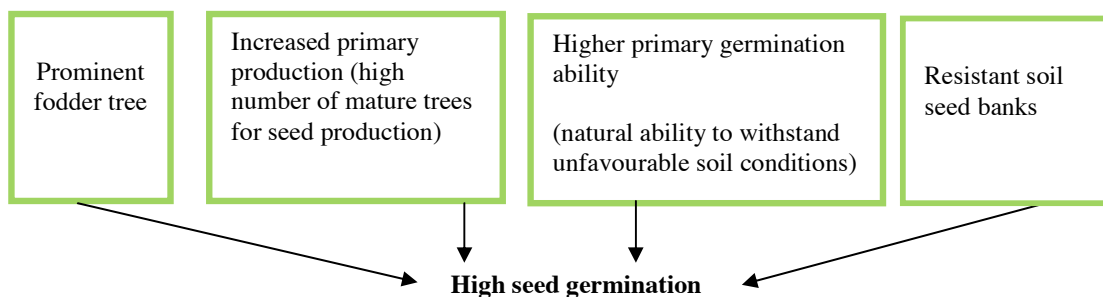 Prominent
fodder tree
Increased primary
production (high
number of mature trees
for seed production)
Higher primary germination
ability
(natural ability to withstand
unfavourable soil conditions)
Resistant soil
seed banks
High seed germination